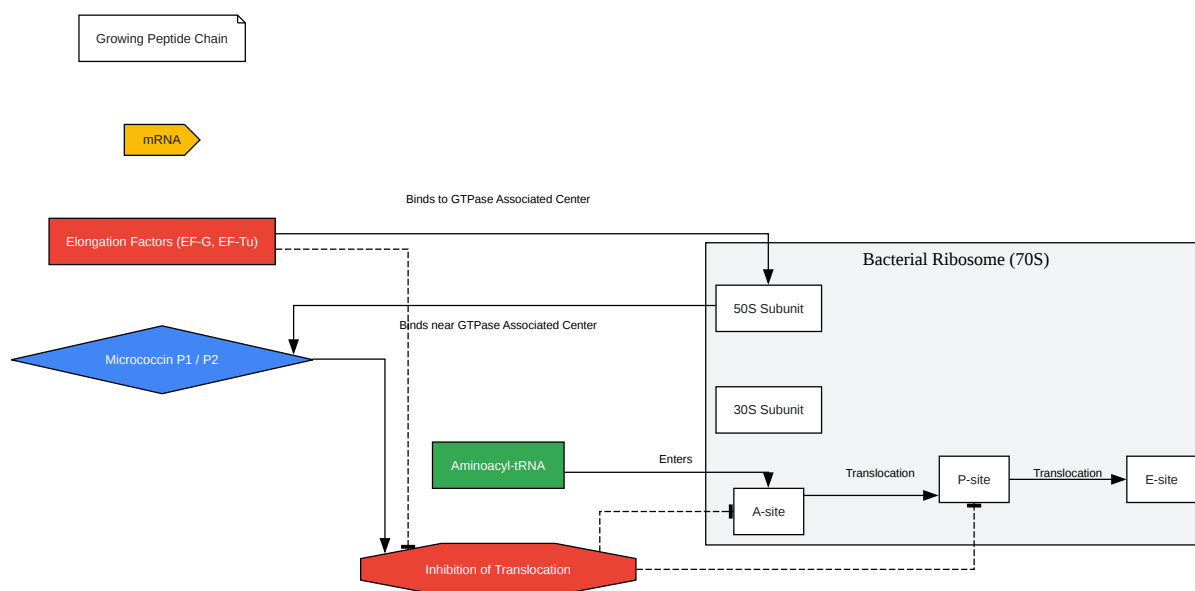 Growing Peptide Chain
mRNA
Binds to GTPase Associated Center
Elongation Factors (EF-G, EF-Tu)
Bacterial Ribosome (70S)
50S Subunit
Binds near GTPase Associated Center
Micrococcin P1 / P2
30S Subunit
Aminoacyl-tRNA
Enters
Translocation
Translocation
P-site
E-site
A-site
Inhibition of Translocation